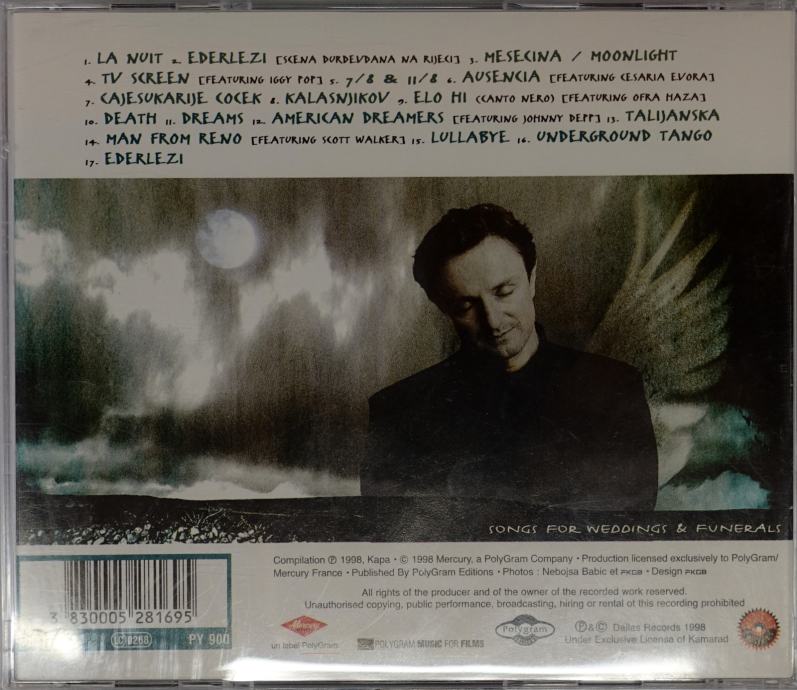 1. LA NUIT 2. EDERLEZI [SCENA ĐURĐEVDANA NA RIJECI] 3. MESECINA / MOONLIGHT
4. TV SCREEN [FEATURING IGGY POP] 5. 7/8 & 11/8 6. AUSENCIA [FEATURING CESARIA EVORA]
7. CAJESUKARIJE COCEK 8. KALASNJIKOV 9. ELO HI (CANTO NERO) [FEATURING OFRA HAZA]
10. DEATH 11. DREAMS 12. AMERICAN DREAMERS [FEATURING JOHNNY DEPP] 13. TALIJANSKA
14. MAN FROM RENO [FEATURING SCOTT WALKER] 15. LULLABYE 16. UNDERGROUND TANGO
17. EDERLEZI
SONGS FOR WEDDINGS & FUNERALS
Compilation ℗ 1998, Kapa • © 1998 Mercury, a PolyGram Company • Production licensed exclusively to PolyGram/
Mercury France • Published By PolyGram Editions • Photos : Nebojsa Babic et PKGB • Design PKGB
All rights of the producer and of the owner of the recorded work reserved.
Unauthorised copying, public performance, broadcasting, hiring or rental of this recording prohibited
3 830005 281695
LC 0268 PY 900
Mercury
un label PolyGram
POLYGRAM MUSIC FOR FILMS
PolyGram
℗&© Dallas Records 1998
Under Exclusive License of Kamarad